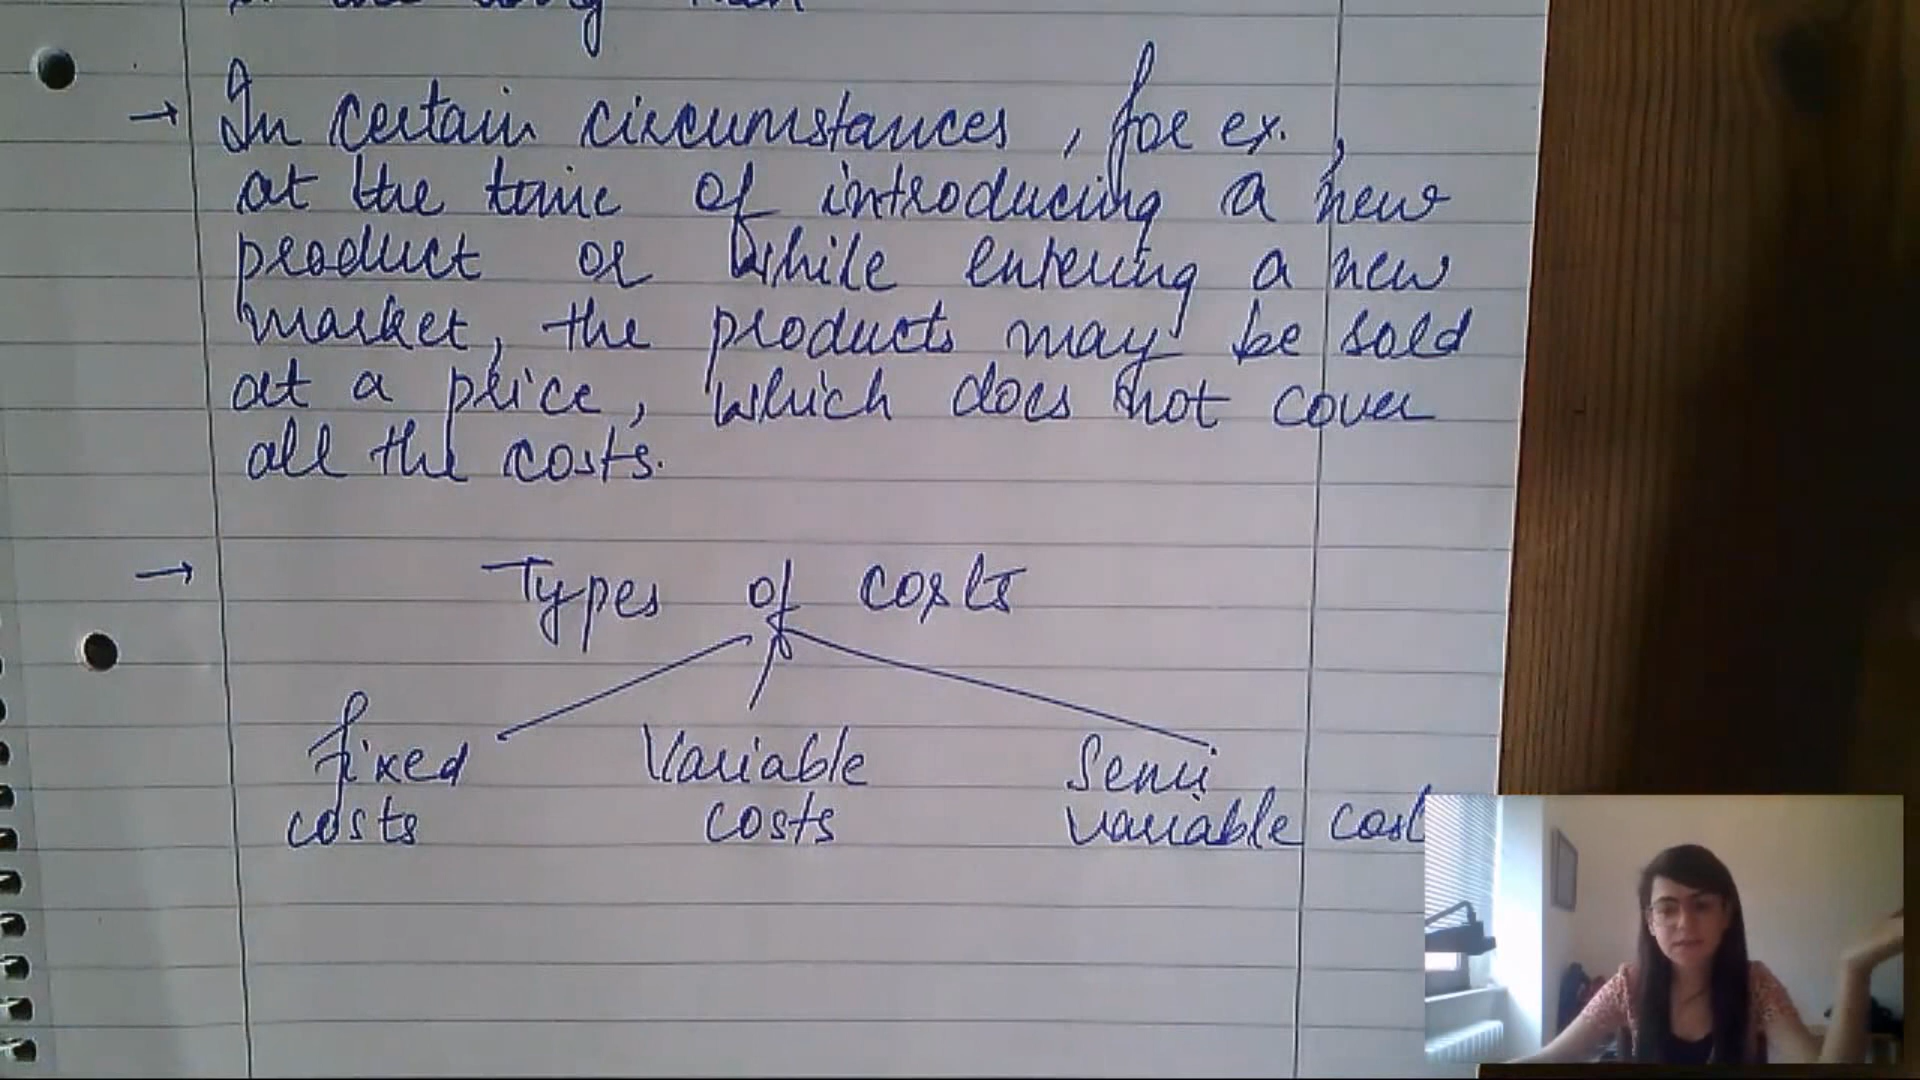 → In certain circumstances, for ex.,
at the time of introducing a new
product or while entering a new
market, the products may be sold
at a price, which does not cover
all the costs.
→ Types of costs
fixed costs
Variable costs
Semi variable cost